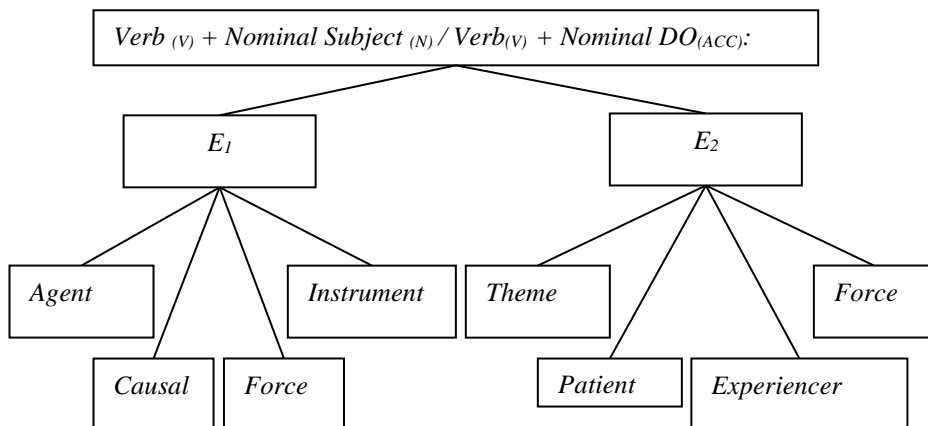 Verb (V) + Nominal Subject (N) / Verb(V) + Nominal DO(ACC):
E1
E2
Agent
Instrument
Theme
Force
Causal
Force
Patient
Experiencer